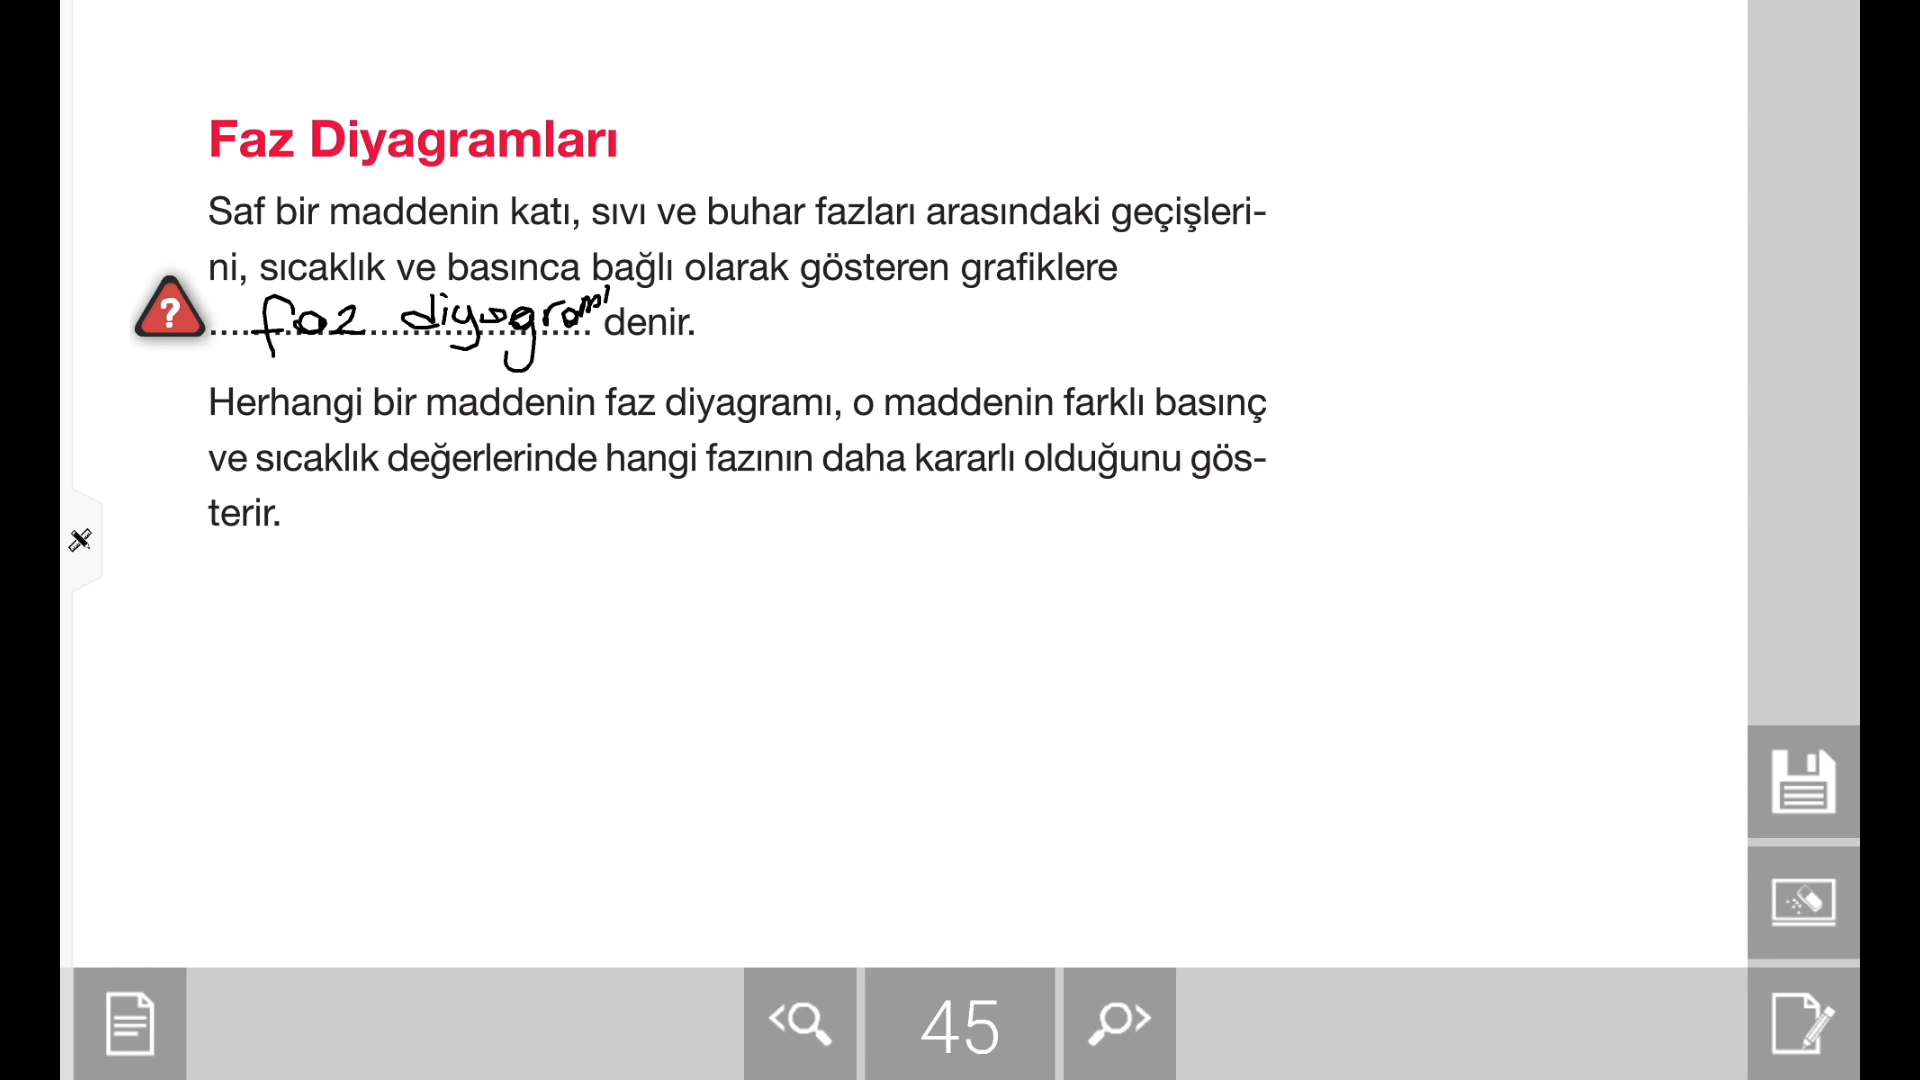 Faz Diyagramları
Saf bir maddenin katı, sıvı ve buhar fazları arasındaki geçişleri-
ni, sıcaklık ve basınca bağlı olarak gösteren grafiklere
? faz diyagramı denir.
Herhangi bir maddenin faz diyagramı, o maddenin farklı basınç
ve sıcaklık değerlerinde hangi fazının daha kararlı olduğunu gös-
terir.
45